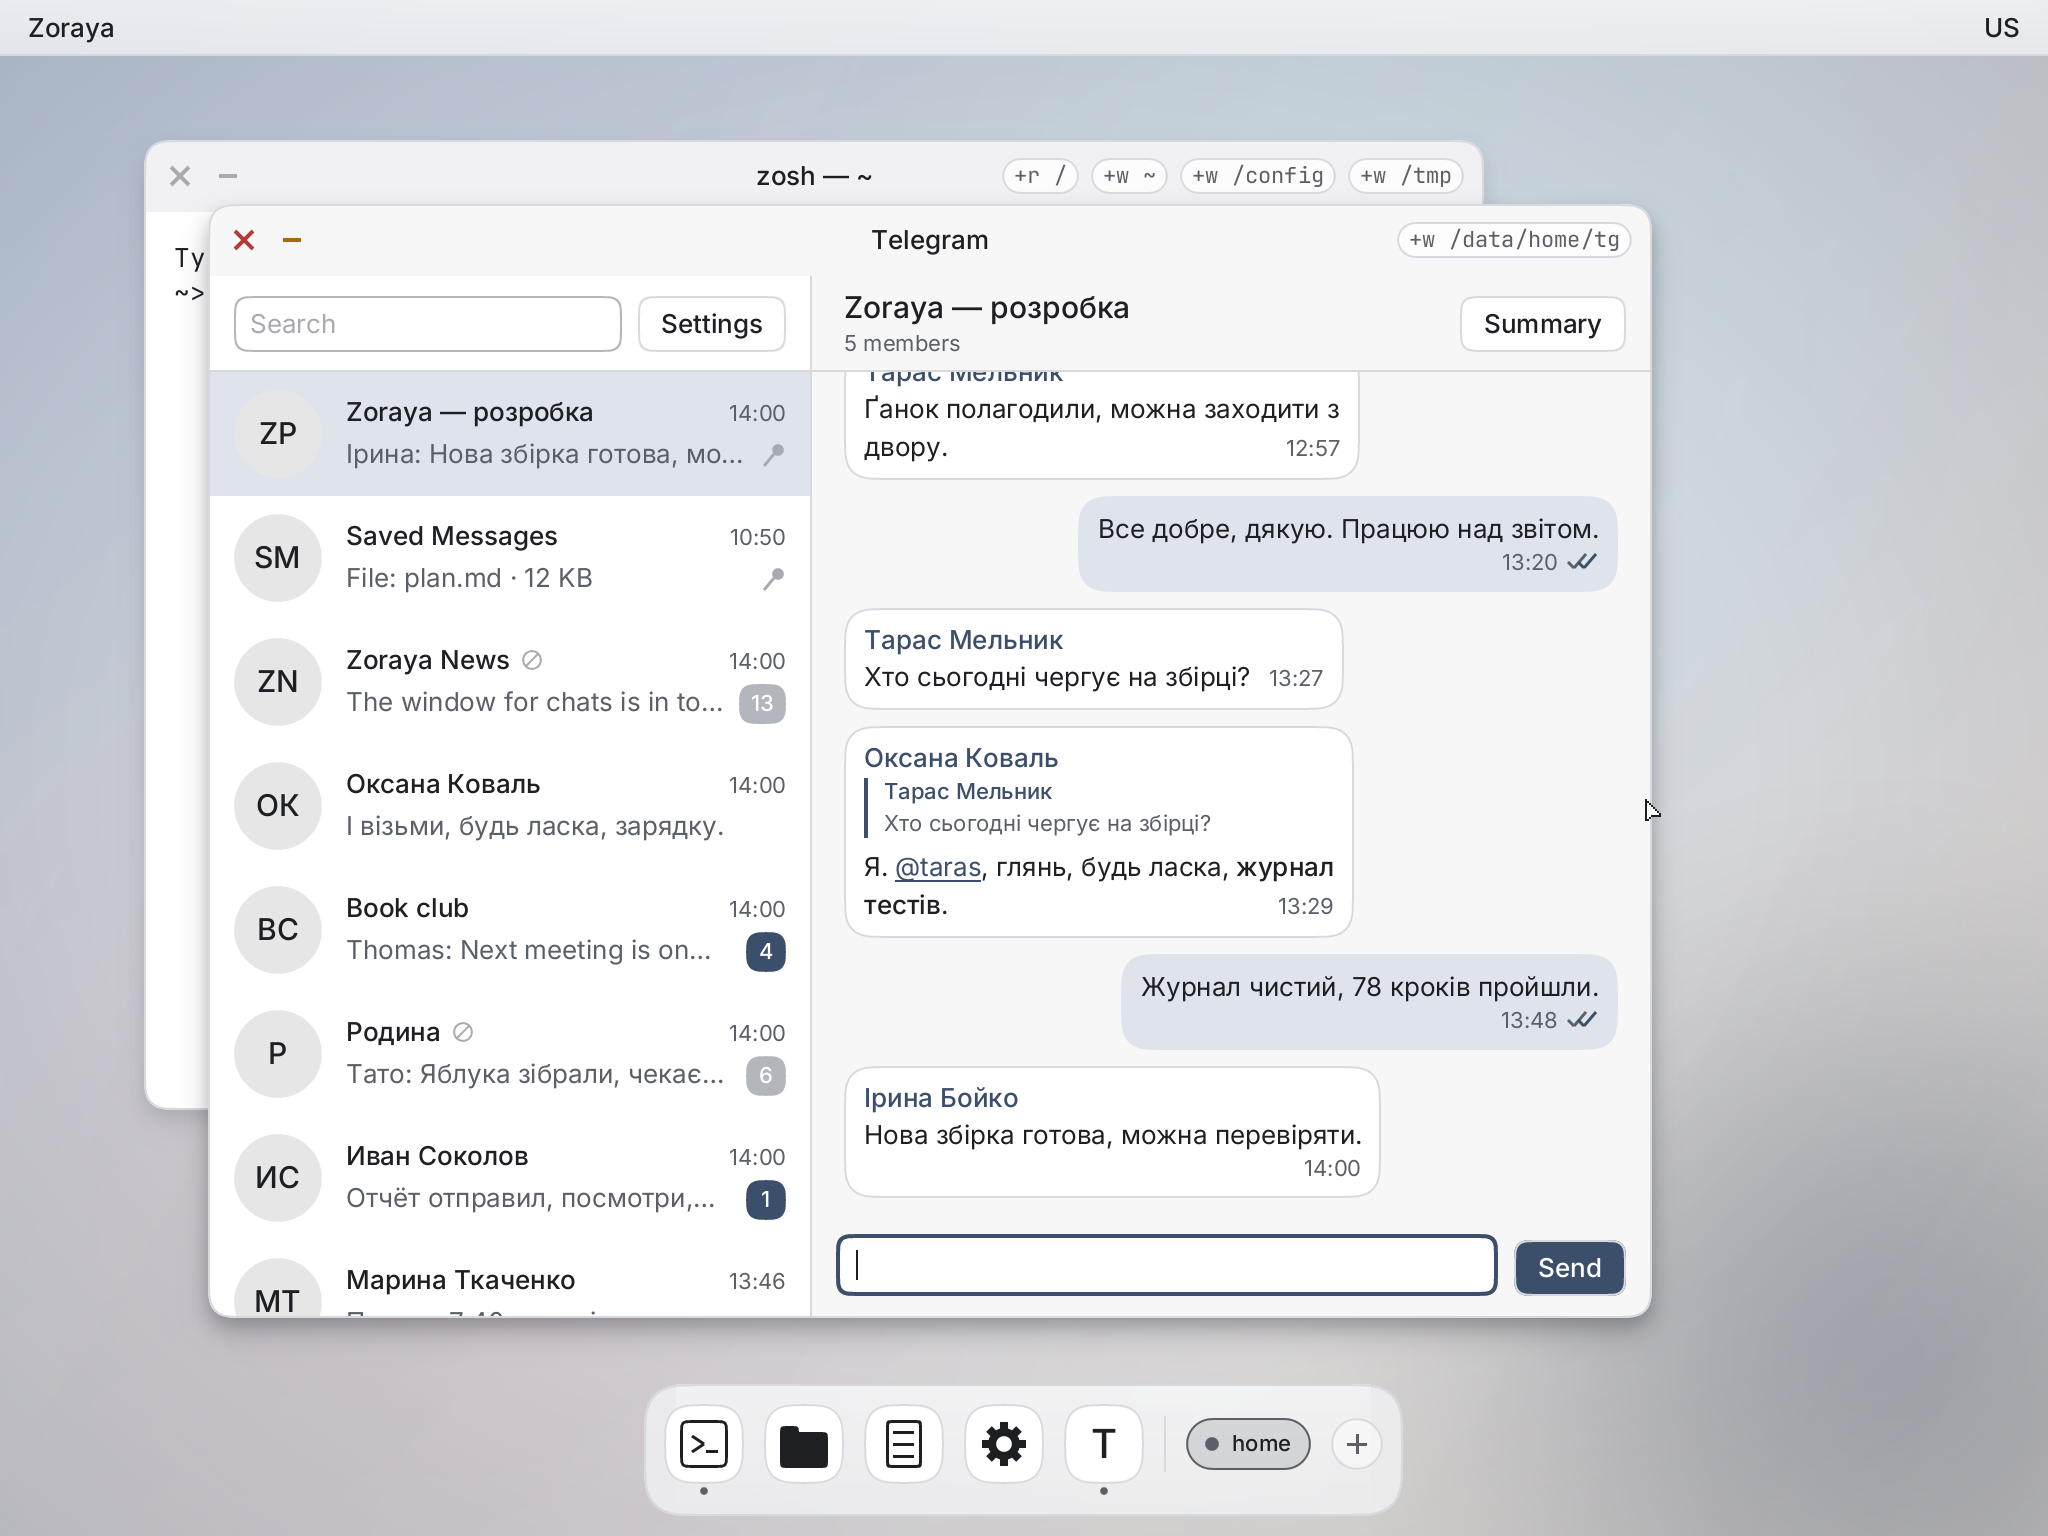 Zoraya
US
zosh — ~
+r /
+w ~
+w /config
+w /tmp
Ty
~>
Telegram
+w /data/home/tg
Search
Settings
Zoraya — розробка
5 members
Summary
Zoraya — розробка
14:00
ZP
Ірина: Нова збірка готова, мо...
Saved Messages
10:50
SM
File: plan.md · 12 KB
Zoraya News
14:00
ZN
The window for chats is in to...
13
Оксана Коваль
14:00
ОК
І візьми, будь ласка, зарядку.
Book club
14:00
BC
Thomas: Next meeting is on...
4
Родина
14:00
Р
Тато: Яблука зібрали, чекає...
6
Иван Соколов
14:00
ИС
Отчёт отправил, посмотри,...
1
Марина Ткаченко
13:46
МТ
Тарас Мельник
Ґанок полагодили, можна заходити з
двору.
12:57
Все добре, дякую. Працюю над звітом.
13:20
Тарас Мельник
Хто сьогодні чергує на збірці?
13:27
Оксана Коваль
Тарас Мельник
Хто сьогодні чергує на збірці?
Я. @taras, глянь, будь ласка, журнал
тестів.
13:29
Журнал чистий, 78 кроків пройшли.
13:48
Ірина Бойко
Нова збірка готова, можна перевіряти.
14:00
Send
T
home